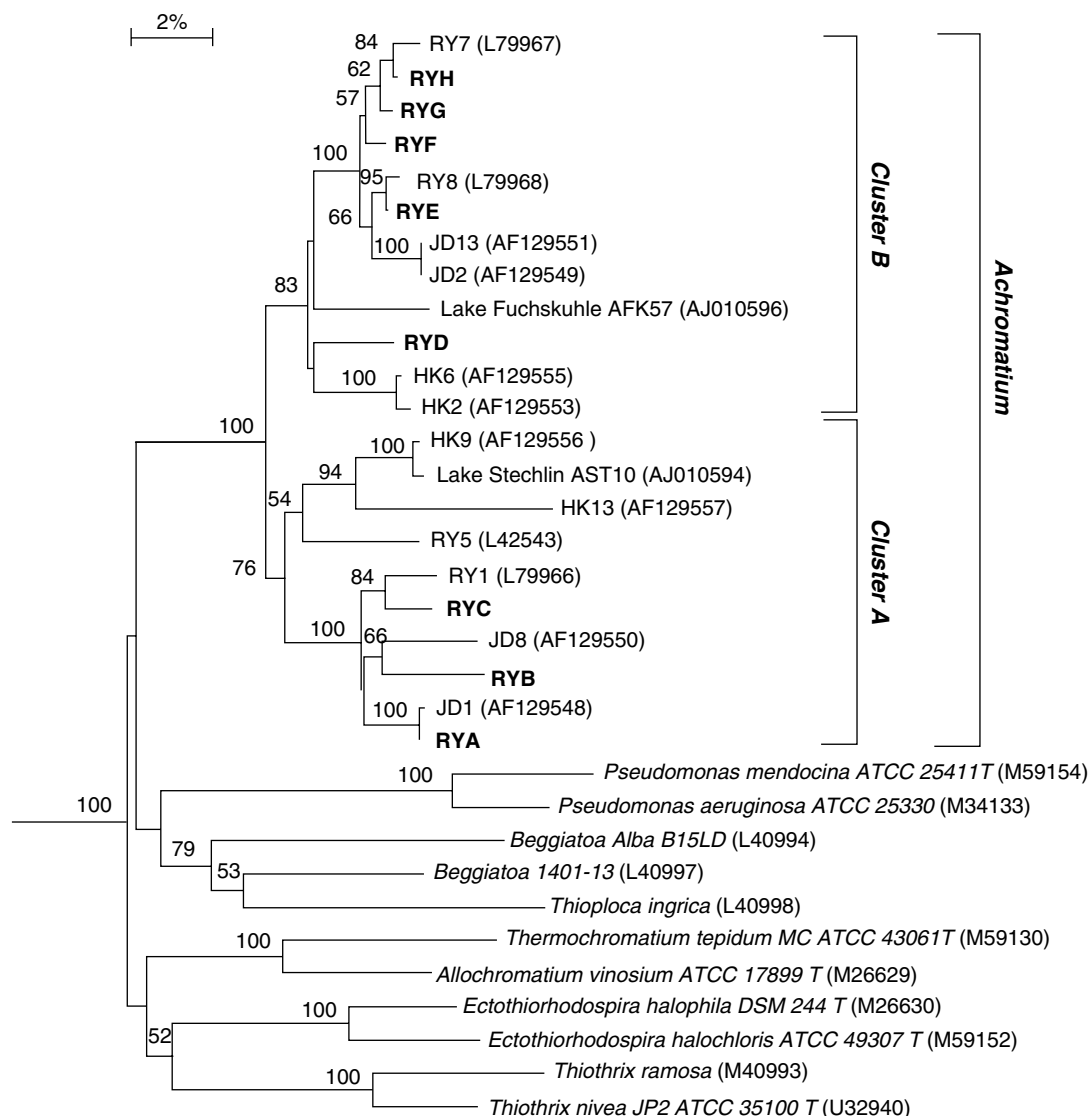 2%
84
RY7 (L79967)
62
RYH
57
RYG
RYF
100
95
RY8 (L79968)
RYE
66
100
JD13 (AF129551)
JD2 (AF129549)
83
Lake Fuchskuhle AFK57 (AJ010596)
RYD
100
HK6 (AF129555)
HK2 (AF129553)
Cluster B
Achromatium
100
HK9 (AF129556 )
100
94
Lake Stechlin AST10 (AJ010594)
54
HK13 (AF129557)
RY5 (L42543)
76
84
RY1 (L79966)
RYC
100
66
JD8 (AF129550)
RYB
100
JD1 (AF129548)
RYA
Cluster A
100
Pseudomonas mendocina ATCC 25411T (M59154)
100
Pseudomonas aeruginosa ATCC 25330 (M34133)
79
Beggiatoa Alba B15LD (L40994)
53
Beggiatoa 1401-13 (L40997)
Thioploca ingrica (L40998)
100
Thermochromatium tepidum MC ATCC 43061T (M59130)
Allochromatium vinosium ATCC 17899 T (M26629)
100
Ectothiorhodospira halophila DSM 244 T (M26630)
52
Ectothiorhodospira halochloris ATCC 49307 T (M59152)
100
Thiothrix ramosa (M40993)
Thiothrix nivea JP2 ATCC 35100 T (U32940)